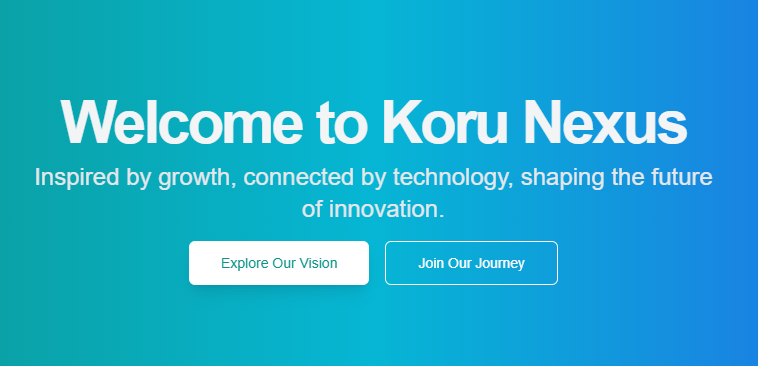 Welcome to Koru Nexus
Inspired by growth, connected by technology, shaping the future
of innovation.
Explore Our Vision
Join Our Journey